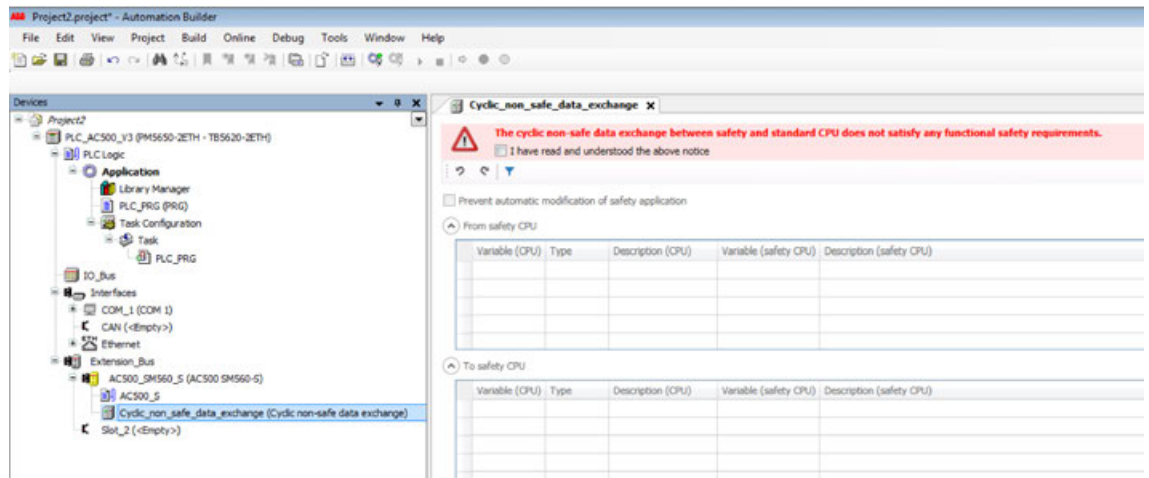 ABB Project2.project* - Automation Builder
File Edit View Project Build Online Debug Tools Window Help
Devices
Project2
PLC_AC500_V3 (PM5650-2ETH - TB5620-2ETH)
PLC Logic
Application
Library Manager
PLC_PRG (PRG)
Task Configuration
Task
PLC_PRG
IO_Bus
Interfaces
COM_1 (COM 1)
CAN (<Empty>)
ETH Ethernet
Extension_Bus
AC500_SM560_S (AC500 SM560-S)
AC500_S
Cyclic_non_safe_data_exchange (Cyclic non-safe data exchange)
Slot_2 (<Empty>)
Cyclic_non_safe_data_exchange
The cyclic non-safe data exchange between safety and standard CPU does not satisfy any functional safety requirements.
I have read and understood the above notice
Prevent automatic modification of safety application
From safety CPU
Variable (CPU) Type Description (CPU) Variable (safety CPU) Description (safety CPU)
To safety CPU
Variable (CPU) Type Description (CPU) Variable (safety CPU) Description (safety CPU)